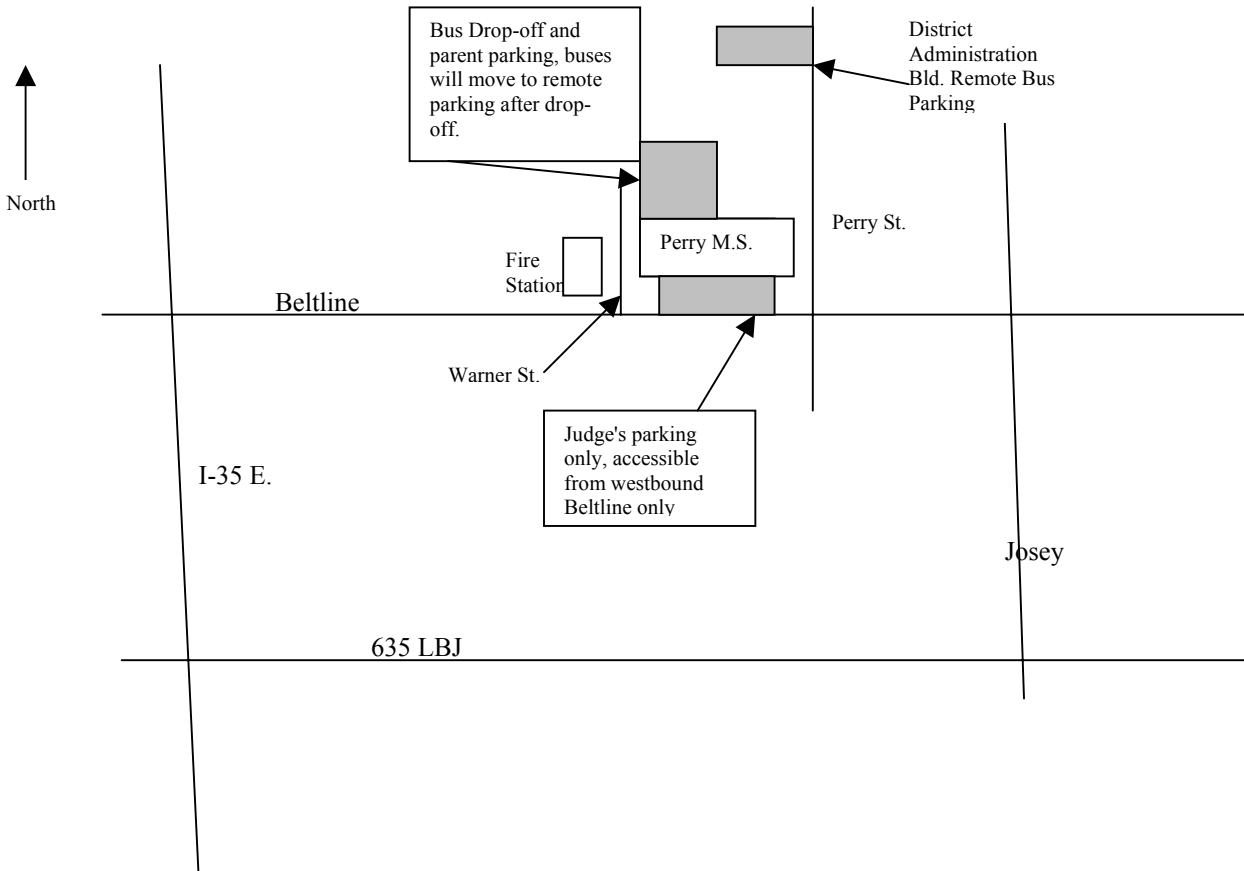 Bus Drop-off and
parent parking, buses
will move to remote
parking after drop-
off.
District
Administration
Bld. Remote Bus
Parking
North
Perry St.
Perry M.S.
Fire
Station
Beltline
Warner St.
Judge's parking
only, accessible
from westbound
Beltline only
I-35 E.
Josey
635 LBJ